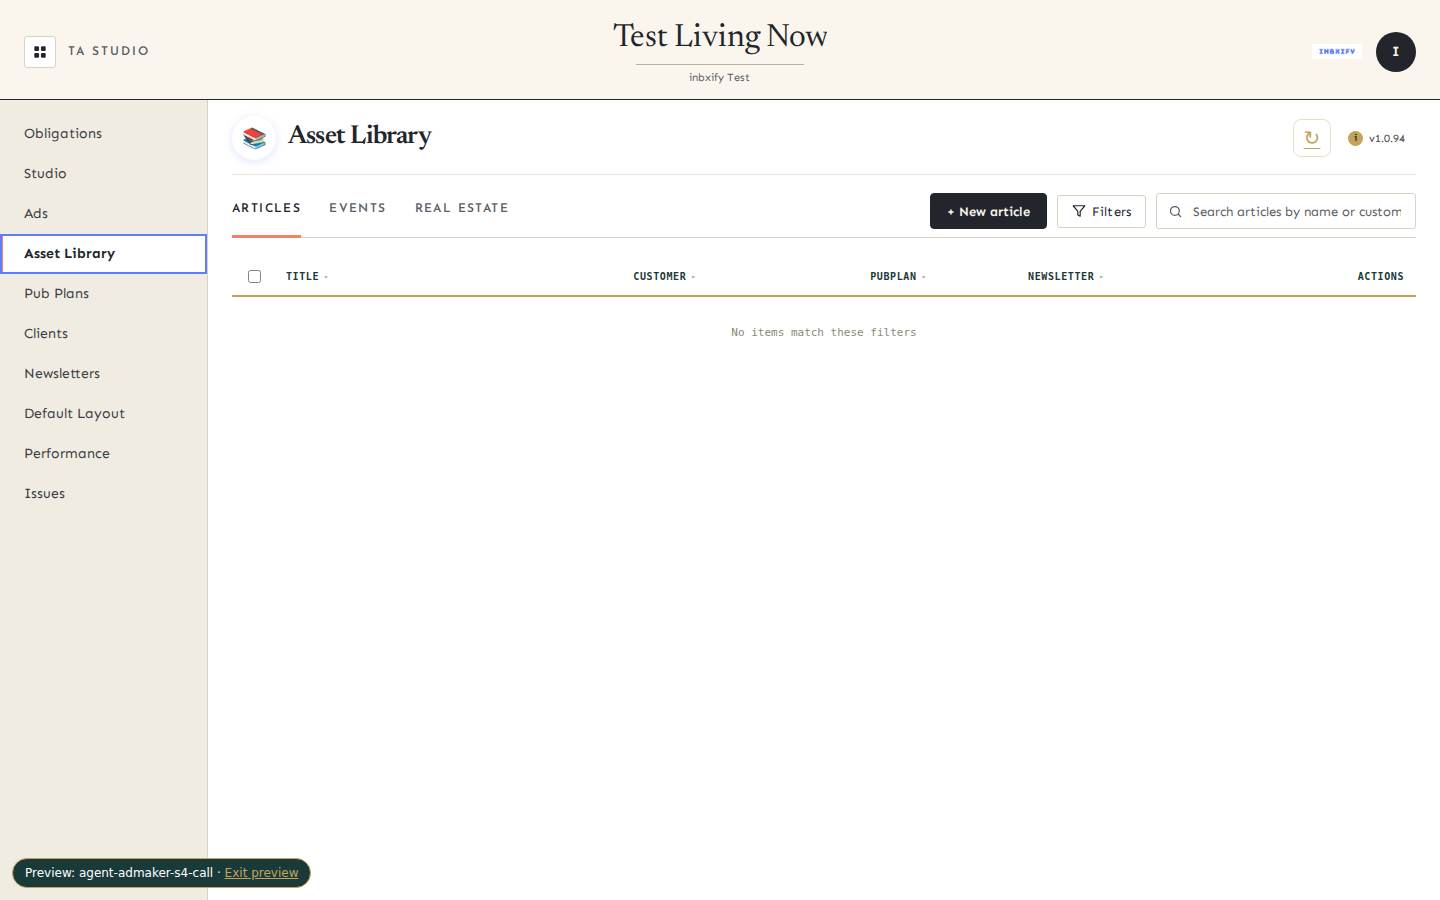 TA STUDIO
Test Living Now
inbxify Test
INBXIFY
I
Obligations
Studio
Ads
Asset Library
Pub Plans
Clients
Newsletters
Default Layout
Performance
Issues
Asset Library
↻
i v1.0.94
ARTICLES EVENTS REAL ESTATE
+ New article
Filters
Search articles by name or custom
TITLE CUSTOMER PUBPLAN NEWSLETTER ACTIONS
No items match these filters
Preview: agent-admaker-s4-call · Exit preview